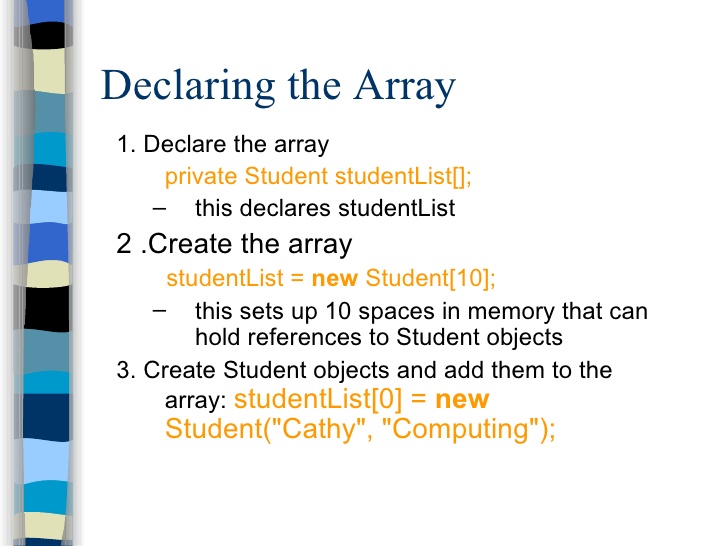 Declaring the Array
1. Declare the array
private Student studentList[];
– this declares studentList
2 .Create the array
studentList = new Student[10];
– this sets up 10 spaces in memory that can
hold references to Student objects
3. Create Student objects and add them to the
array: studentList[0] = new
Student("Cathy", "Computing");